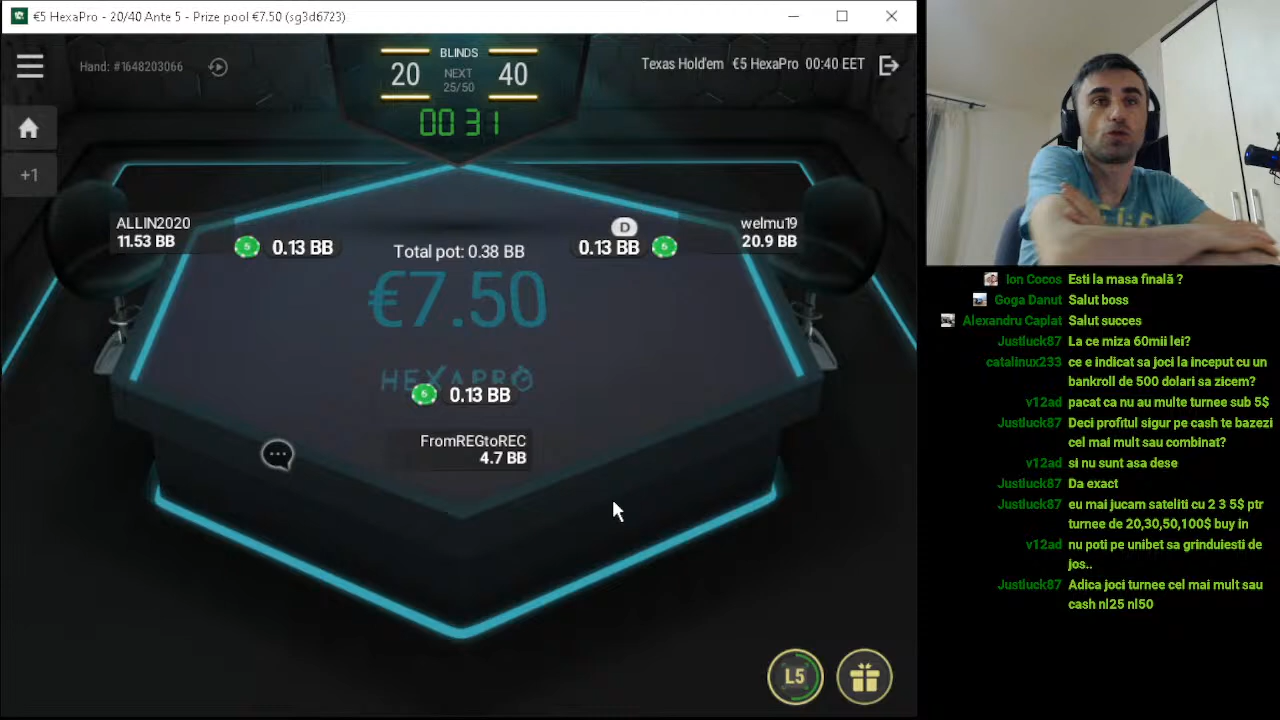 €5 HexaPro - 20/40 Ante 5 - Prize pool €7.50 (sg3d6723)
Hand: #1648203066
BLINDS
20
NEXT
25/50
40
00 31
Texas Hold'em €5 HexaPro 00:40 EET
+1
ALLIN2020
11.53 BB
5 0.13 BB
Total pot: 0.38 BB
D
0.13 BB 5
welmu19
20.9 BB
€7.50
HEXAPRO
5 0.13 BB
FromREGtoREC
4.7 BB
L5
Ion Cocos Esti la masa finală ?
Goga Danut Salut boss
Alexandru Caplat Salut succes
Justluck87 La ce miza 60mii lei?
catalinux233 ce e indicat sa joci la inceput cu un
bankroll de 500 dolari sa zicem?
v12ad pacat ca nu au multe turnee sub 5$
Justluck87 Deci profitul sigur pe cash te bazezi
cel mai mult sau combinat?
v12ad si nu sunt asa dese
Justluck87 Da exact
Justluck87 eu mai jucam sateliti cu 2 3 5$ ptr
turnee de 20,30,50,100$ buy in
v12ad nu poti pe unibet sa grinduiesti de
jos..
Justluck87 Adica joci turnee cel mai mult sau
cash nl25 nl50